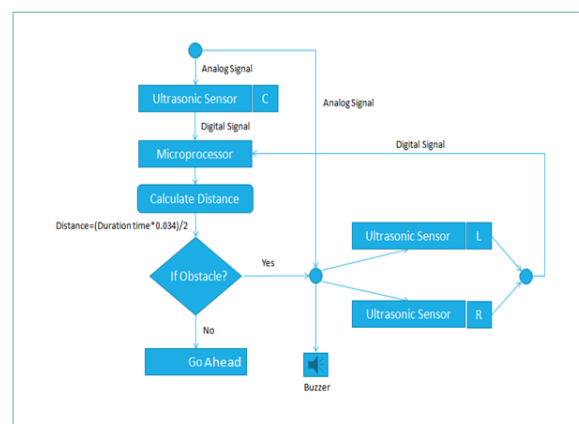 Analog Signal
Ultrasonic Sensor C
Analog Signal
Digital Signal
Digital Signal
Microprocessor
Calculate Distance
Distance=(Duration time*0.034)/2
Ultrasonic Sensor L
If Obstacle?
Yes
Ultrasonic Sensor R
No
Go Ahead
Buzzer